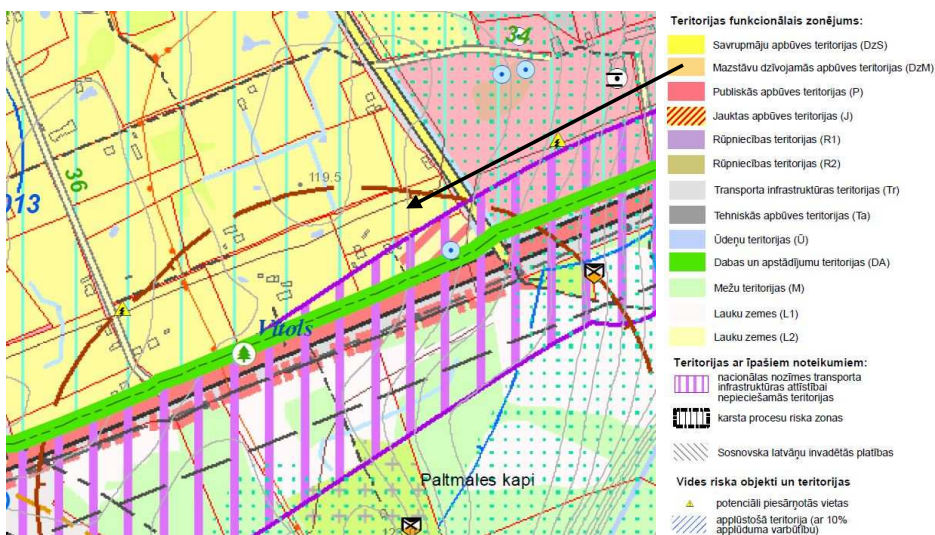 34
119.5
36
013
Vītols
Paltmales kapi
Teritorijas funkcionālais zonējums:
Savrupmāju apbūves teritorijas (DzS)
Mazstāvu dzīvojamās apbūves teritorijas (DzM)
Publiskās apbūves teritorijas (P)
Jauktas apbūves teritorijas (J)
Rūpniecības teritorijas (R1)
Rūpniecības teritorijas (R2)
Transporta infrastruktūras teritorijas (Tr)
Tehniskās apbūves teritorijas (Ta)
Ūdeņu teritorijas (Ū)
Dabas un apstādījumu teritorijas (DA)
Mežu teritorijas (M)
Lauku zemes (L1)
Lauku zemes (L2)
Teritorijas ar īpašiem noteikumiem:
nacionālas nozīmes transporta
infrastruktūras attīstībai
nepieciešamās teritorijas
karsta procesu riska zonas
Sosnovska latvāņu invadētās platības
Vides riska objekti un teritorijas
potenciāli piesārņotās vietas
applūstošā teritorija (ar 10%
applūduma varbūtību)